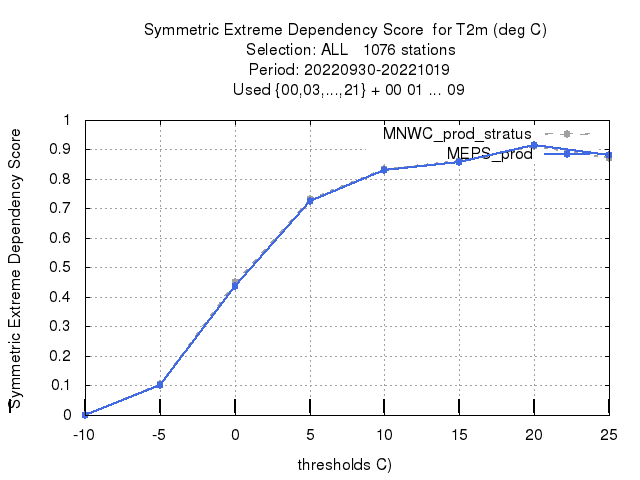 Symmetric Extreme Dependency Score  for T2m (deg C)
Selection: ALL   1076 stations
Period: 20220930-20221019
Used {00,03,...,21} + 00 01 ... 09
MNWC_prod_stratus
MEPS_prod
Symmetric Extreme Dependency Score
1
0.9
0.8
0.7
0.6
0.5
0.4
0.3
0.2
0.1
0
-10
-5
0
5
10
15
20
25
thresholds C)